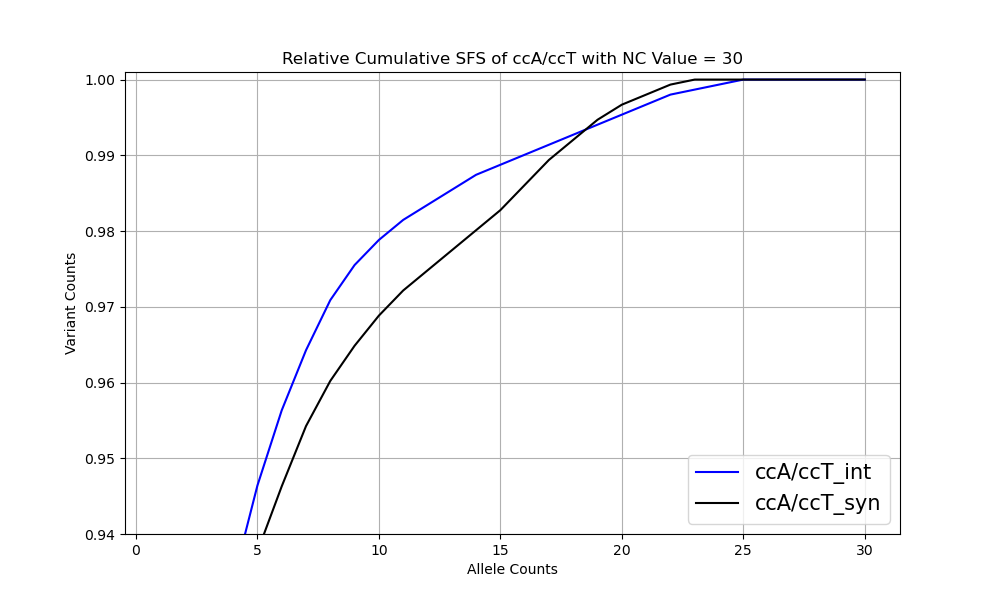 Relative Cumulative SFS of ccA/ccT with NC Value = 30
1.00
0.99
0.98
0.97
0.96
0.95
0.94
Variant Counts
0 5 10 15 20 25 30
Allele Counts
ccA/ccT_int
ccA/ccT_syn